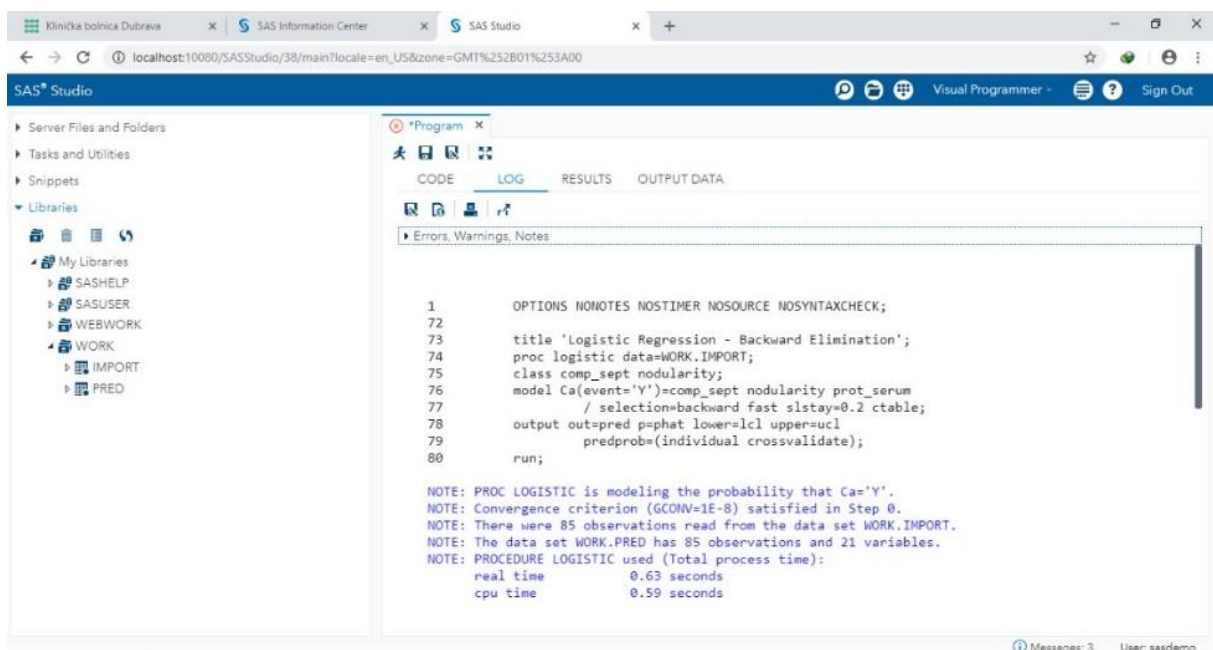 Klinička bolnica Dubrava
SAS Information Center
SAS Studio
localhost:10080/SASStudio/38/main?locale=en_US&zone=GMT%252B01%253A00
SAS® Studio
Visual Programmer
Sign Out
Server Files and Folders
Tasks and Utilities
Snippets
Libraries
My Libraries
SASHELP
SASUSER
WEBWORK
WORK
IMPORT
PRED
*Program
CODE LOG RESULTS OUTPUT DATA
Errors, Warnings, Notes
1 OPTIONS NONOTES NOSTIMER NOSOURCE NOSYNTAXCHECK;
72
73 title 'Logistic Regression - Backward Elimination';
74 proc logistic data=WORK.IMPORT;
75 class comp_sept nodularity;
76 model Ca(event='Y')=comp_sept nodularity prot_serum
77 / selection=backward fast slstay=0.2 ctable;
78 output out=pred p=phat lower=lcl upper=ucl
79 predprob=(individual crossvalidate);
80 run;
NOTE: PROC LOGISTIC is modeling the probability that Ca='Y'.
NOTE: Convergence criterion (GCONV=1E-8) satisfied in Step 0.
NOTE: There were 85 observations read from the data set WORK.IMPORT.
NOTE: The data set WORK.PRED has 85 observations and 21 variables.
NOTE: PROCEDURE LOGISTIC used (Total process time):
real time 0.63 seconds
cpu time 0.59 seconds
Messages: 3 User: sasdemo